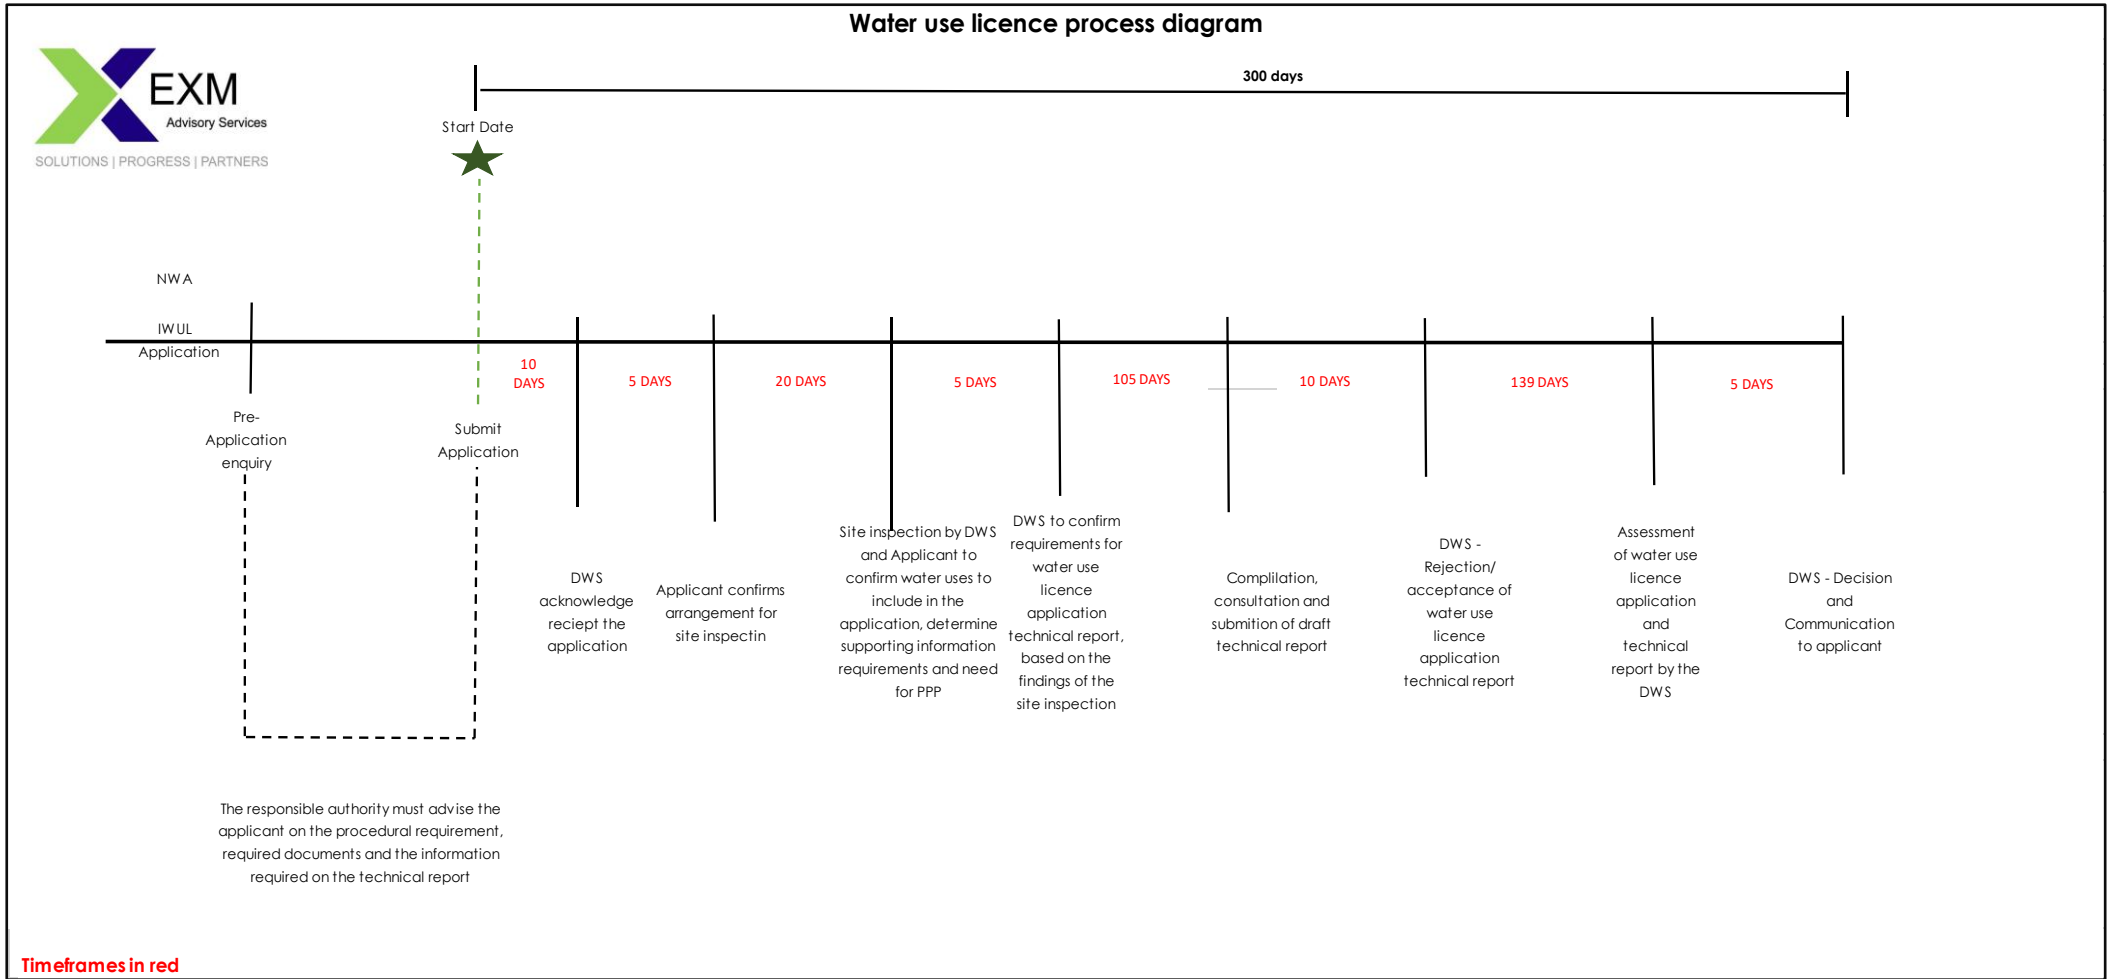 Water use licence process diagram
EXM
Advisory Services
SOLUTIONS | PROGRESS | PARTNERS
300 days
Start Date
NWA
IWUL
Application
10
DAYS
5 DAYS
20 DAYS
5 DAYS
105 DAYS
10 DAYS
139 DAYS
5 DAYS
Pre-
Application
enquiry
Submit
Application
DWS
acknowledge
reciept the
application
Applicant confirms
arrangement for
site inspectin
Site inspection by DWS
and Applicant to
confirm water uses to
include in the
application, determine
supporting information
requirements and need
for PPP
DWS to confirm
requirements for
water use
licence
application
technical report,
based on the
findings of the
site inspection
Complilation,
consultation and
submition of draft
technical report
DWS -
Rejection/
acceptance of
water use
licence
application
technical report
Assessment
of water use
licence
application
and
technical
report by the
DWS
DWS - Decision
and
Communication
to applicant
The responsible authority must advise the
applicant on the procedural requirement,
required documents and the information
required on the technical report
Timeframes in red